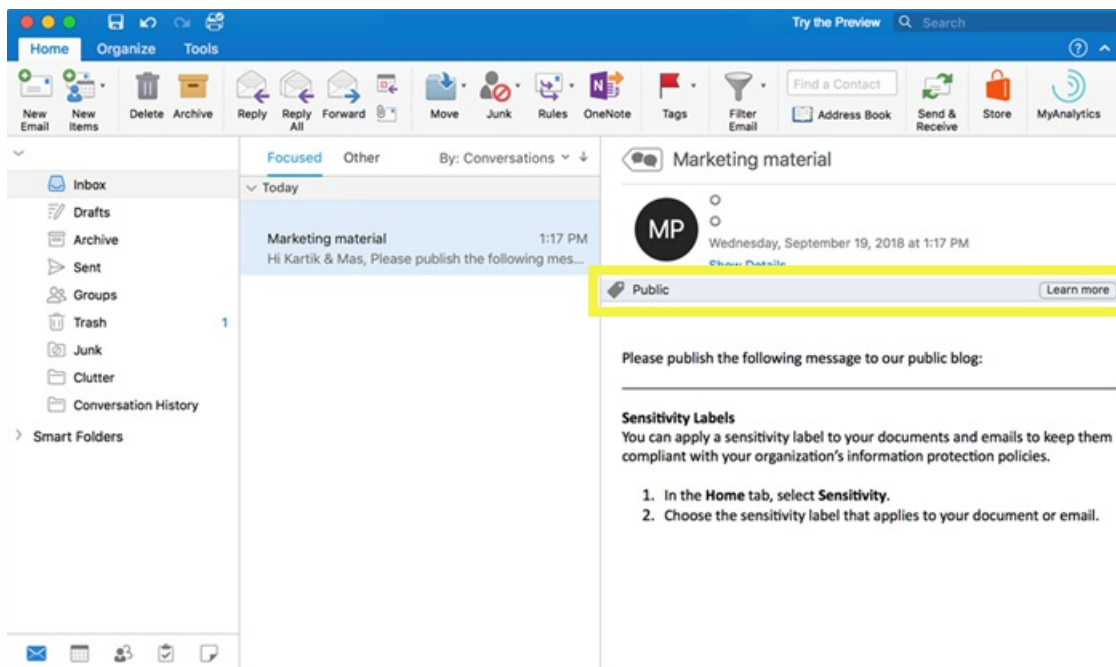 Try the Preview Search
Home Organize Tools
New Email
New Items
Delete
Archive
Reply
Reply All
Forward
Move
Junk
Rules
OneNote
Tags
Filter Email
Find a Contact
Address Book
Send & Receive
Store
MyAnalytics
Inbox
Drafts
Archive
Sent
Groups
Trash 1
Junk
Clutter
Conversation History
Smart Folders
Focused Other By: Conversations
Today
Marketing material 1:17 PM
Hi Kartik & Mas, Please publish the following mes...
Marketing material
MP
Wednesday, September 19, 2018 at 1:17 PM
Show Details
Public Learn more
Please publish the following message to our public blog:
Sensitivity Labels
You can apply a sensitivity label to your documents and emails to keep them
compliant with your organization's information protection policies.
1. In the Home tab, select Sensitivity.
2. Choose the sensitivity label that applies to your document or email.